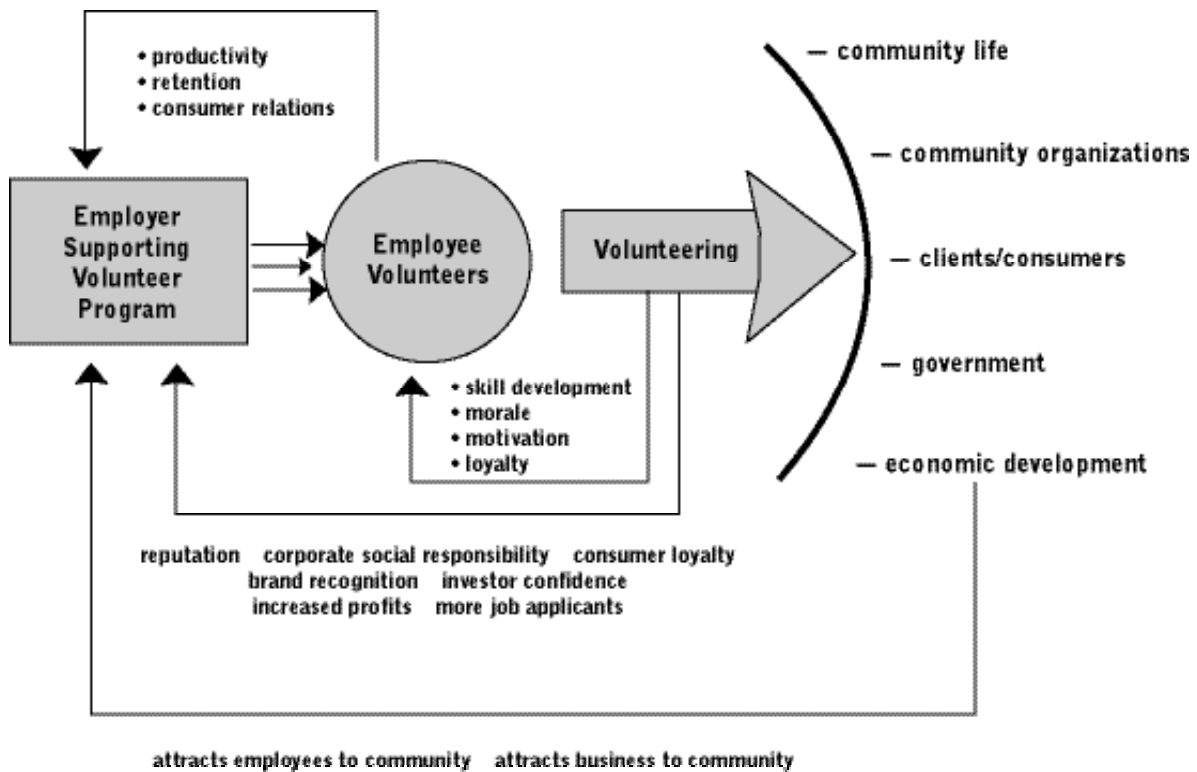 • productivity
• retention
• consumer relations
— community life
— community organizations
Employer
Supporting
Volunteer
Program
Employee
Volunteers
Volunteering
— clients/consumers
— government
• skill development
• morale
• motivation
• loyalty
— economic development
reputation corporate social responsibility consumer loyalty
brand recognition investor confidence
increased profits more job applicants
attracts employees to community attracts business to community